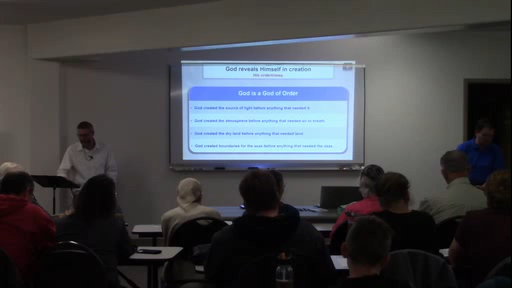 God reveals Himself in creation
His orderliness
God is a God of Order
God created the source of light before anything that needed it
God created the atmosphere before anything that needed air to breathe
God created the dry land before anything that needed land
God created boundaries for the seas before anything that needed the